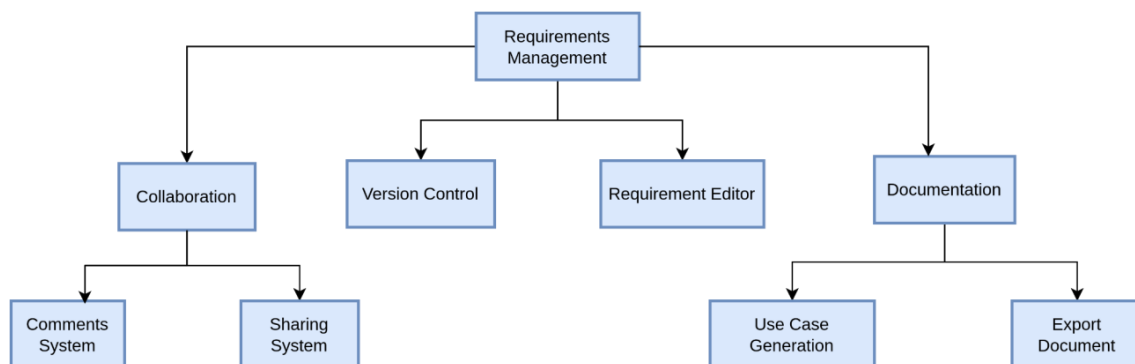 Requirements
Management
Collaboration
Version Control
Requirement Editor
Documentation
Comments
System
Sharing
System
Use Case
Generation
Export
Document